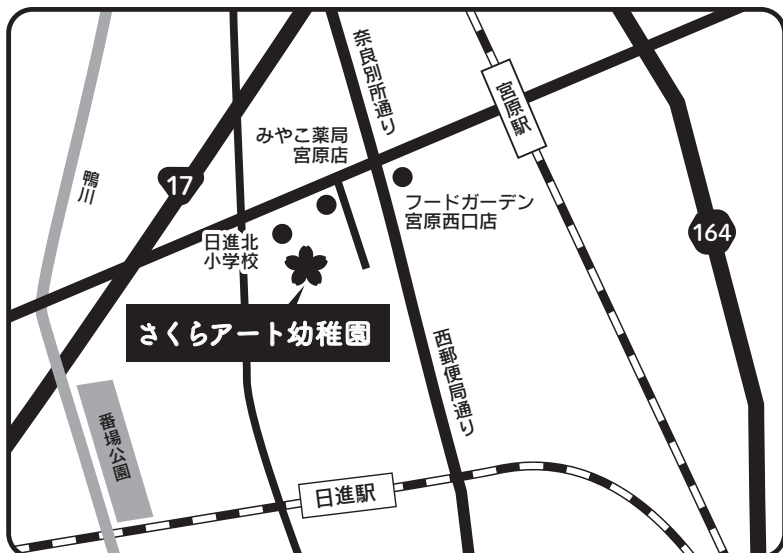 奈良別所通り
宮原駅
みやこ薬局
宮原店
鴨川
17
フードガーデン
宮原西口店
164
日進北
小学校
さくらアート幼稚園
西郵便局通り
番場公園
日進駅